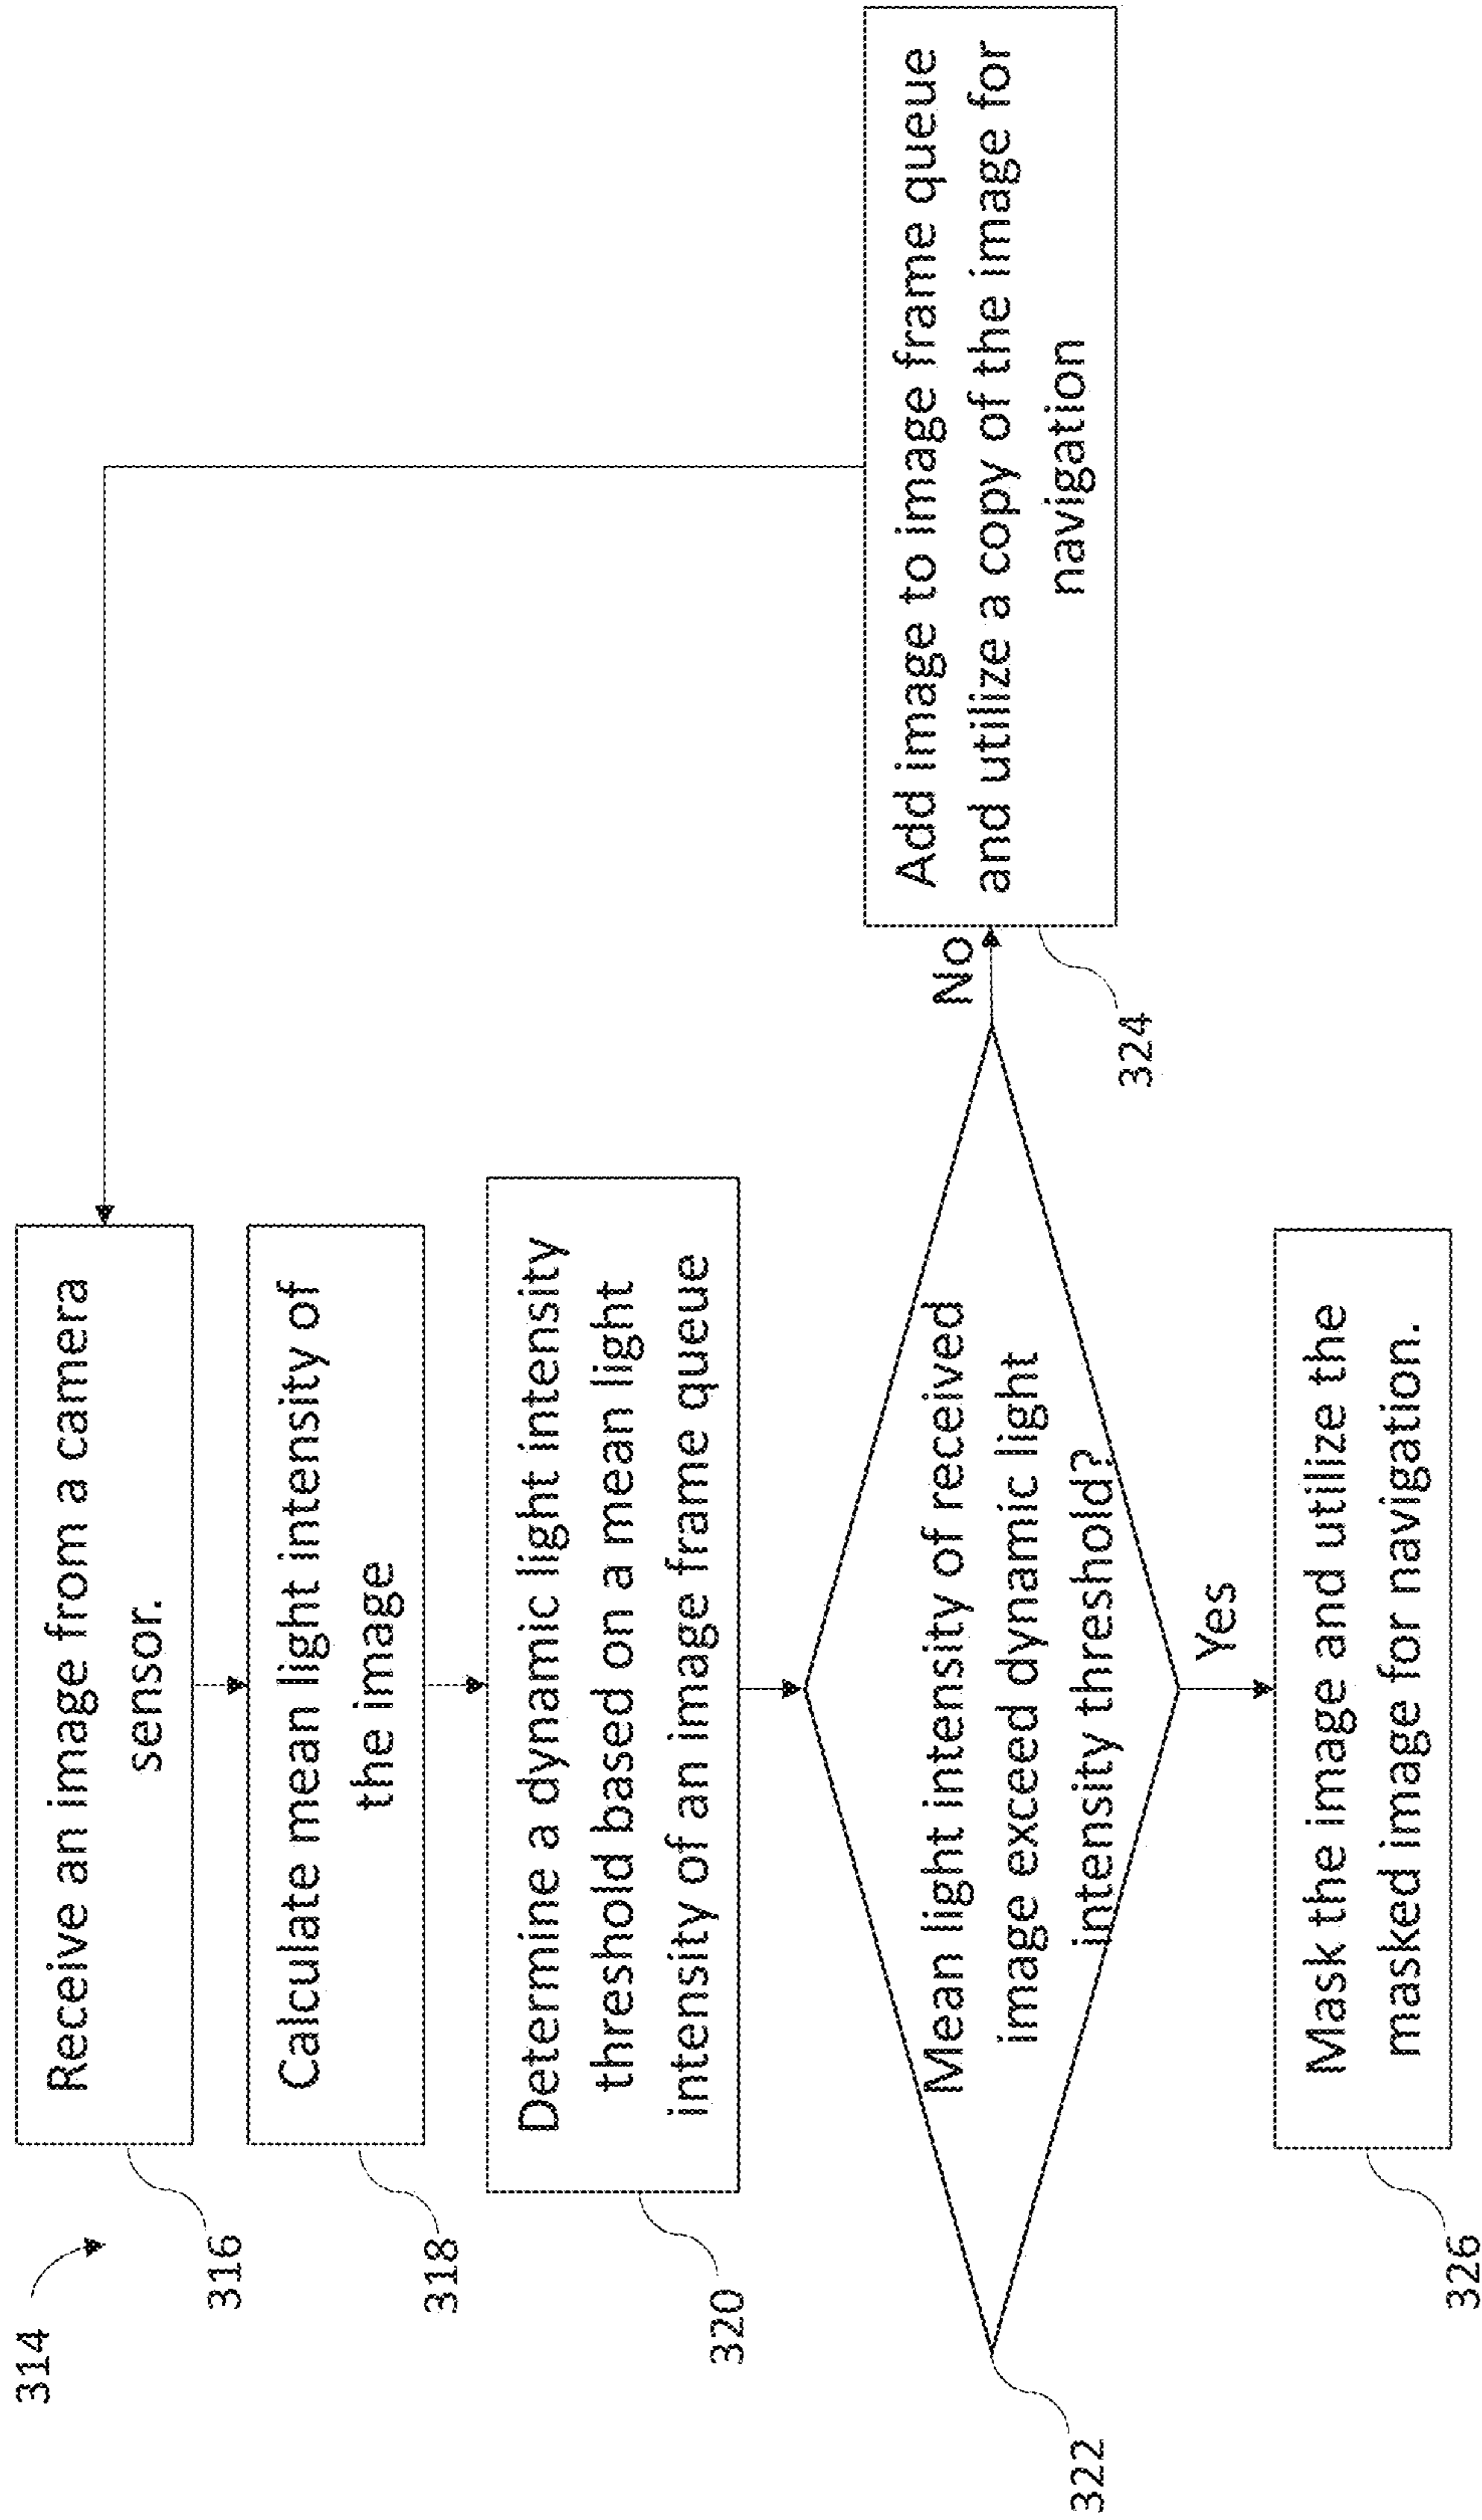 314
316
Receive an image from a camera
sensor.
318
Calculate mean light intensity of
the image
320
Determine a dynamic light intensity
threshold based on a mean light
intensity of an image frame queue
322
Mean light intensity of received
image exceed dynamic light
intensity threshold?
No
324
Add image to image frame queue
and utilize a copy of the image for
navigation
Yes
326
Mask the image and utilize the
masked image for navigation.